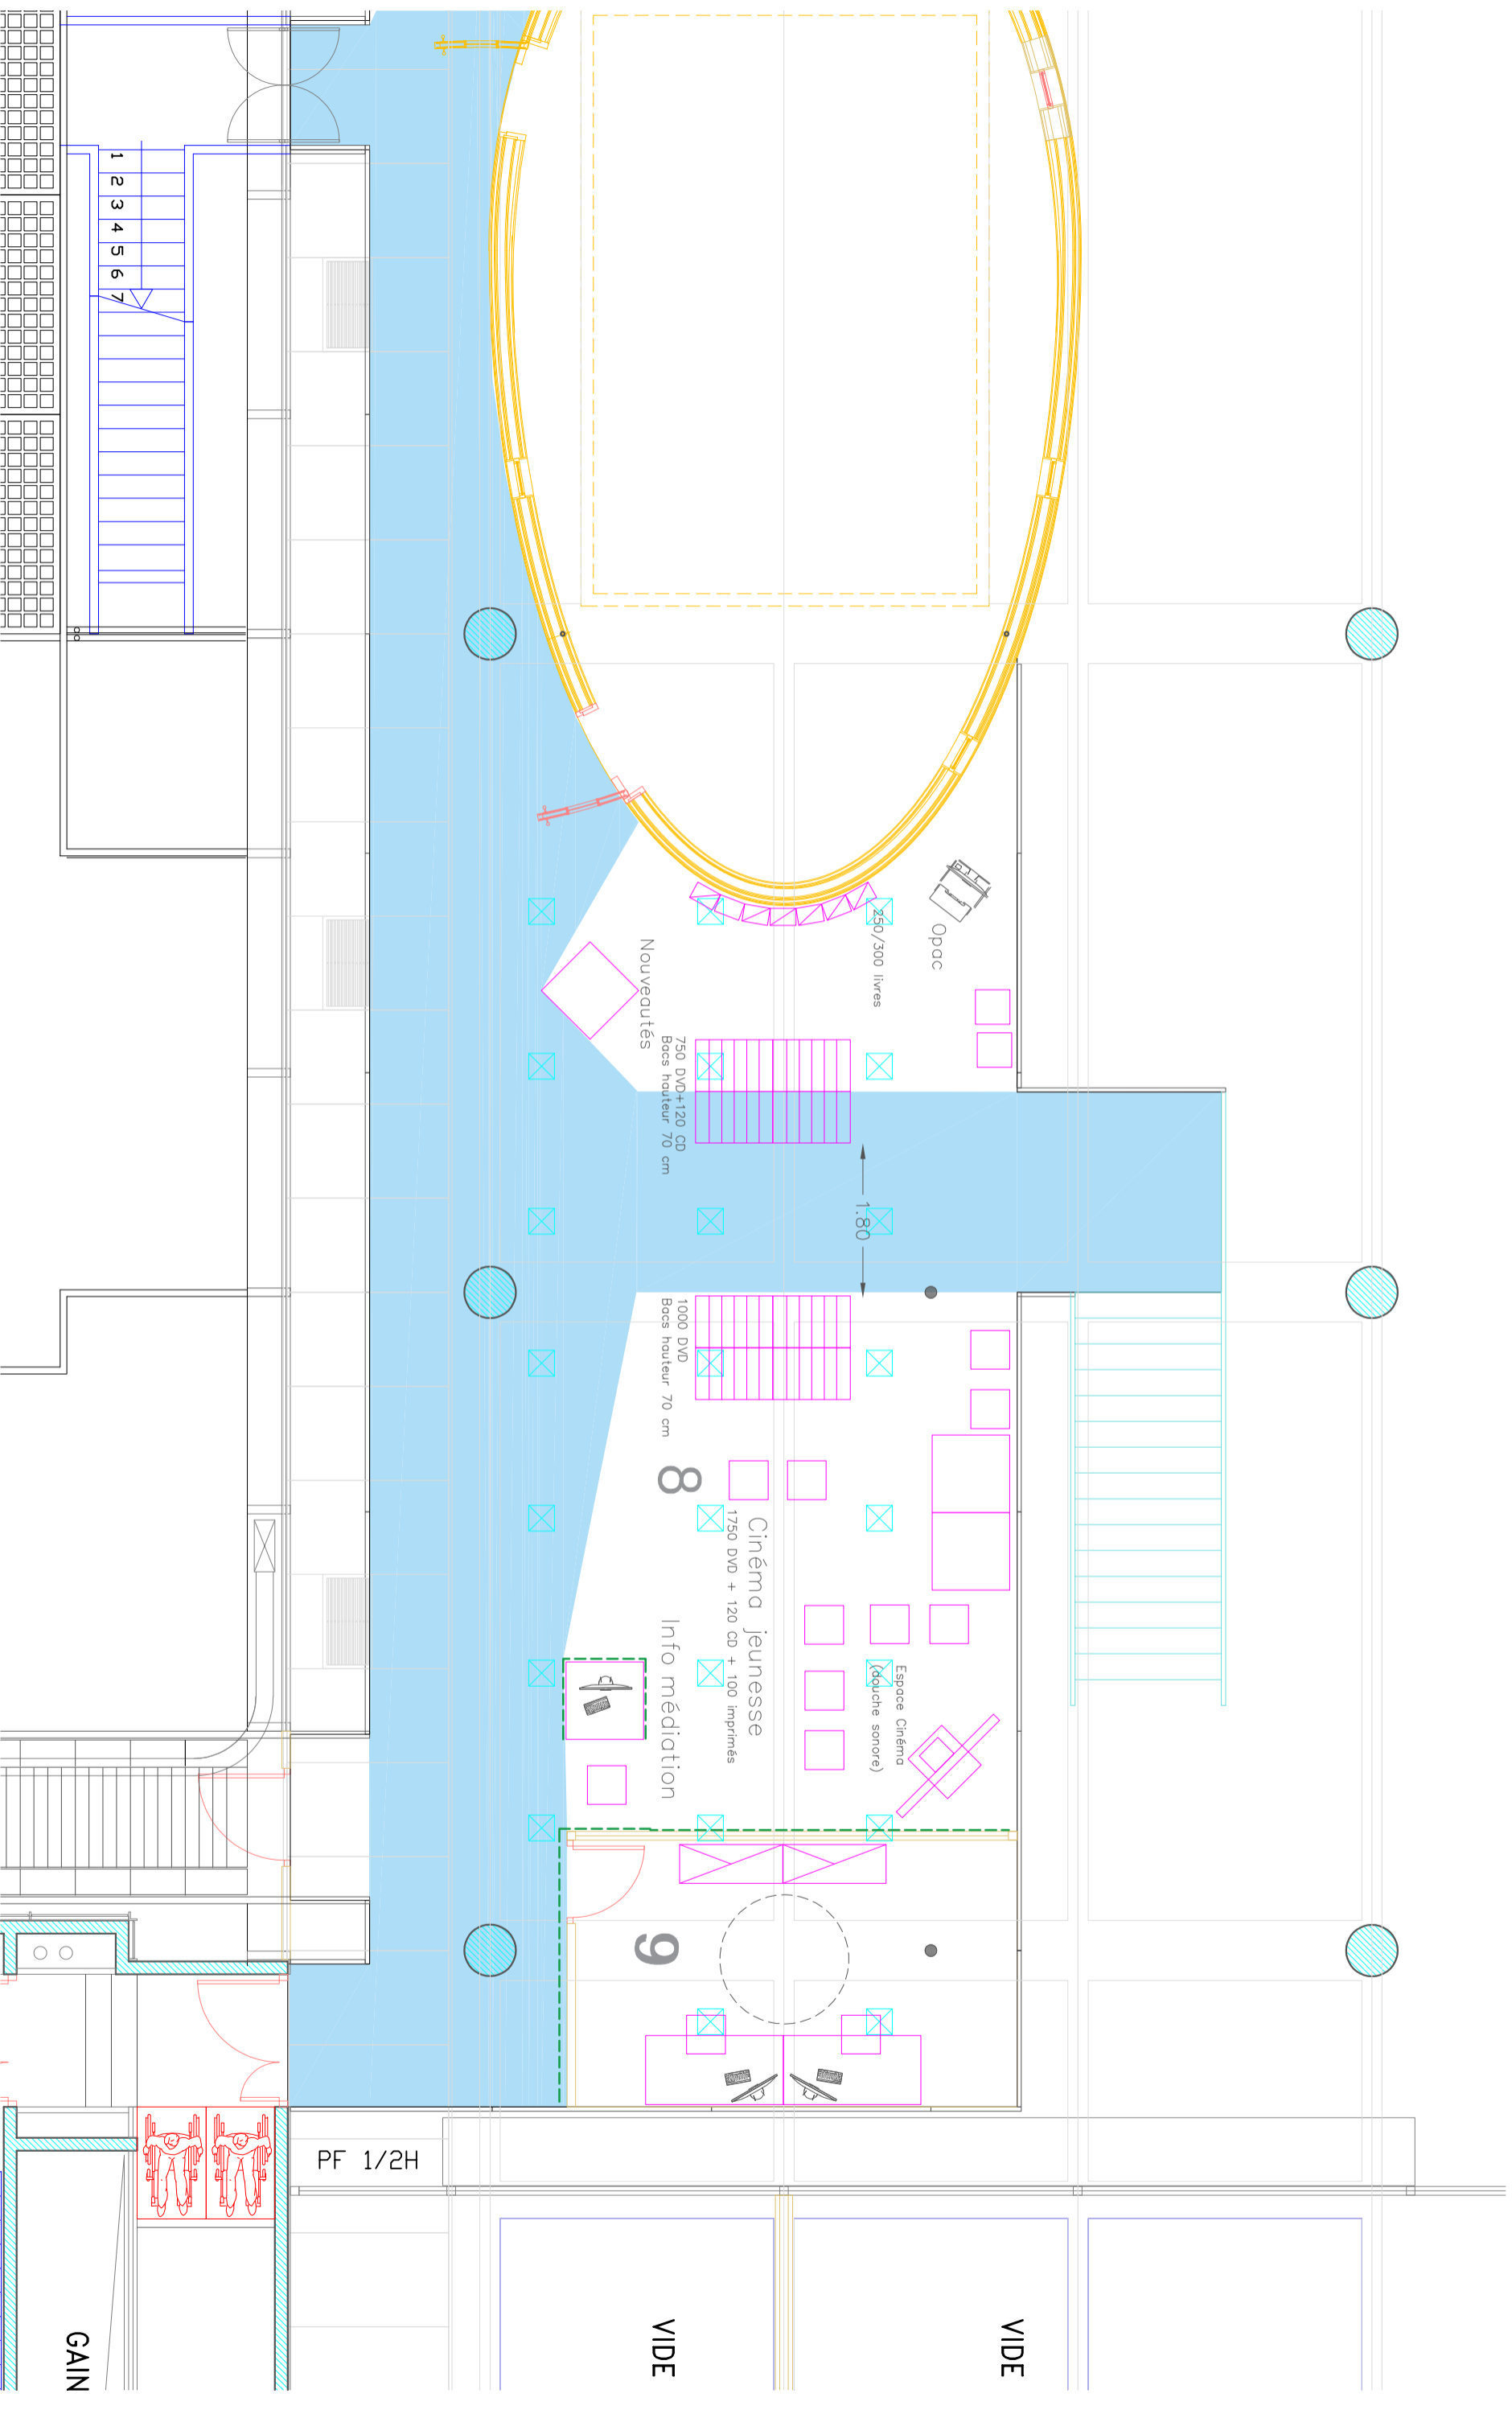 1 2 3 4 5 6 7
Opac
250/300 livres
Nouveautés
750 DVD+120 CD
Bacs hauteur 70 cm
1.80
1000 DVD
Bacs hauteur 70 cm
8
Cinéma jeunesse
1750 DVD + 120 CD + 100 imprimés
Info médiation
Espace Cinéma
(douche sonore)
9
PF 1/2H
VIDE
VIDE
GAIN